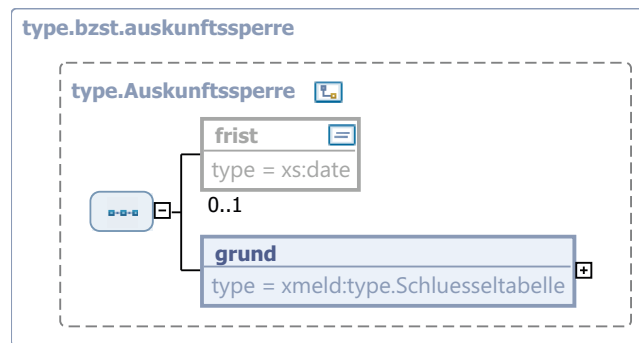 type.bzst.auskunftssperre
type.Auskunftssperre
frist
type = xs:date
0..1
grund
type = xmeld:type.Schluesseltabelle